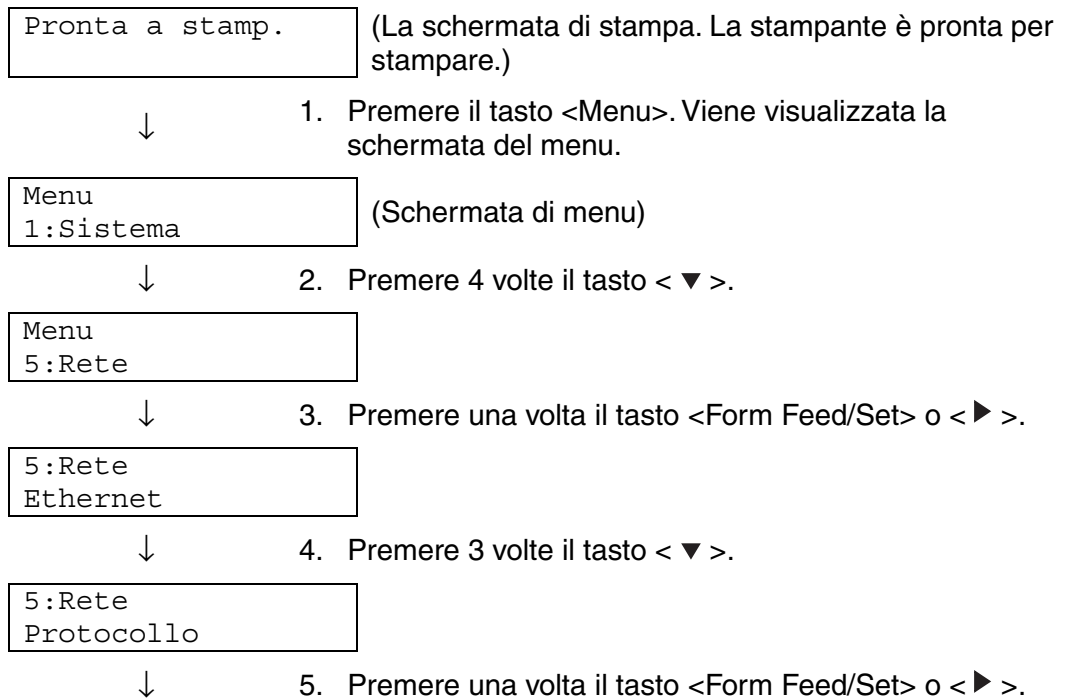 Pronta a stamp.
(La schermata di stampa. La stampante è pronta per
stampare.)
↓
1. Premere il tasto <Menu>. Viene visualizzata la
schermata del menu.
Menu
1:Sistema
(Schermata di menu)
↓
2. Premere 4 volte il tasto < ▼ >.
Menu
5:Rete
↓
3. Premere una volta il tasto <Form Feed/Set> o < ▶ >.
5:Rete
Ethernet
↓
4. Premere 3 volte il tasto < ▼ >.
5:Rete
Protocollo
↓
5. Premere una volta il tasto <Form Feed/Set> o < ▶ >.